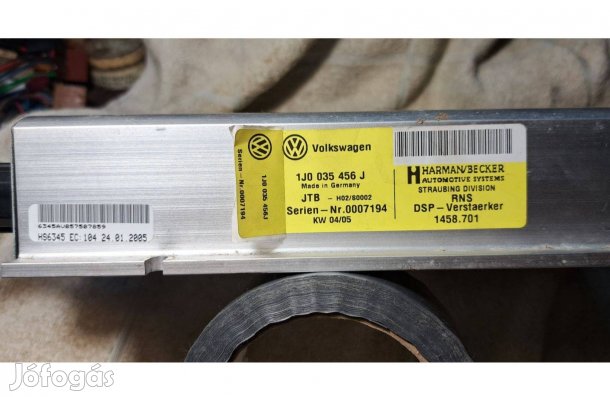 Volkswagen
1J0 035 456 J
Made in Germany
JTB - H02/S0002
Serien-Nr.0007194
KW 04/05
1J0 035 456J
Serien-Nr.0007194
HARMAN/BECKER
AUTOMOTIVE SYSTEMS
STRAUBING DIVISION
RNS
DSP-Verstaerker
1458.701
6345AU857587859
HS6345 EC:104 24.01.2005
Jófogás